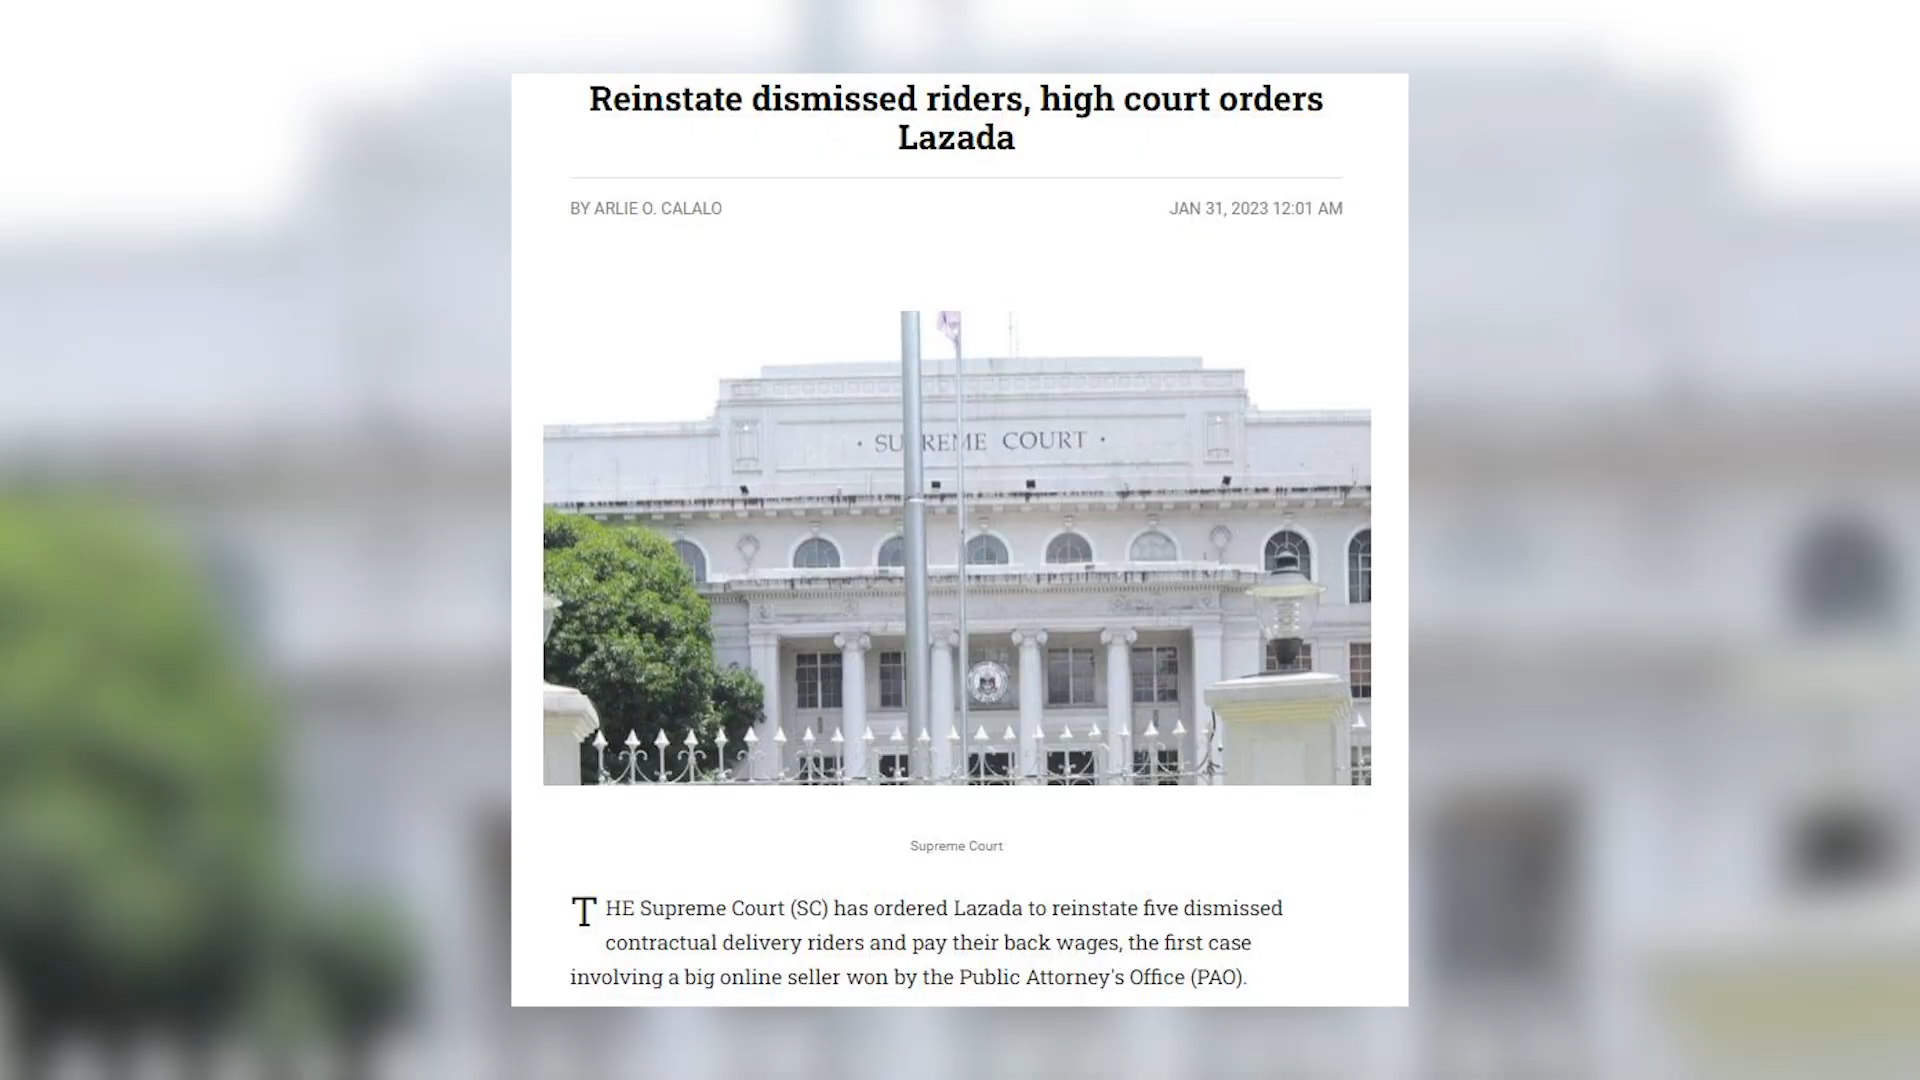 Reinstate dismissed riders, high court orders
Lazada
BY ARLIE O. CALALO
JAN 31, 2023 12:01 AM
· SUPREME COURT ·
Supreme Court
THE Supreme Court (SC) has ordered Lazada to reinstate five dismissed
contractual delivery riders and pay their back wages, the first case
involving a big online seller won by the Public Attorney's Office (PAO).